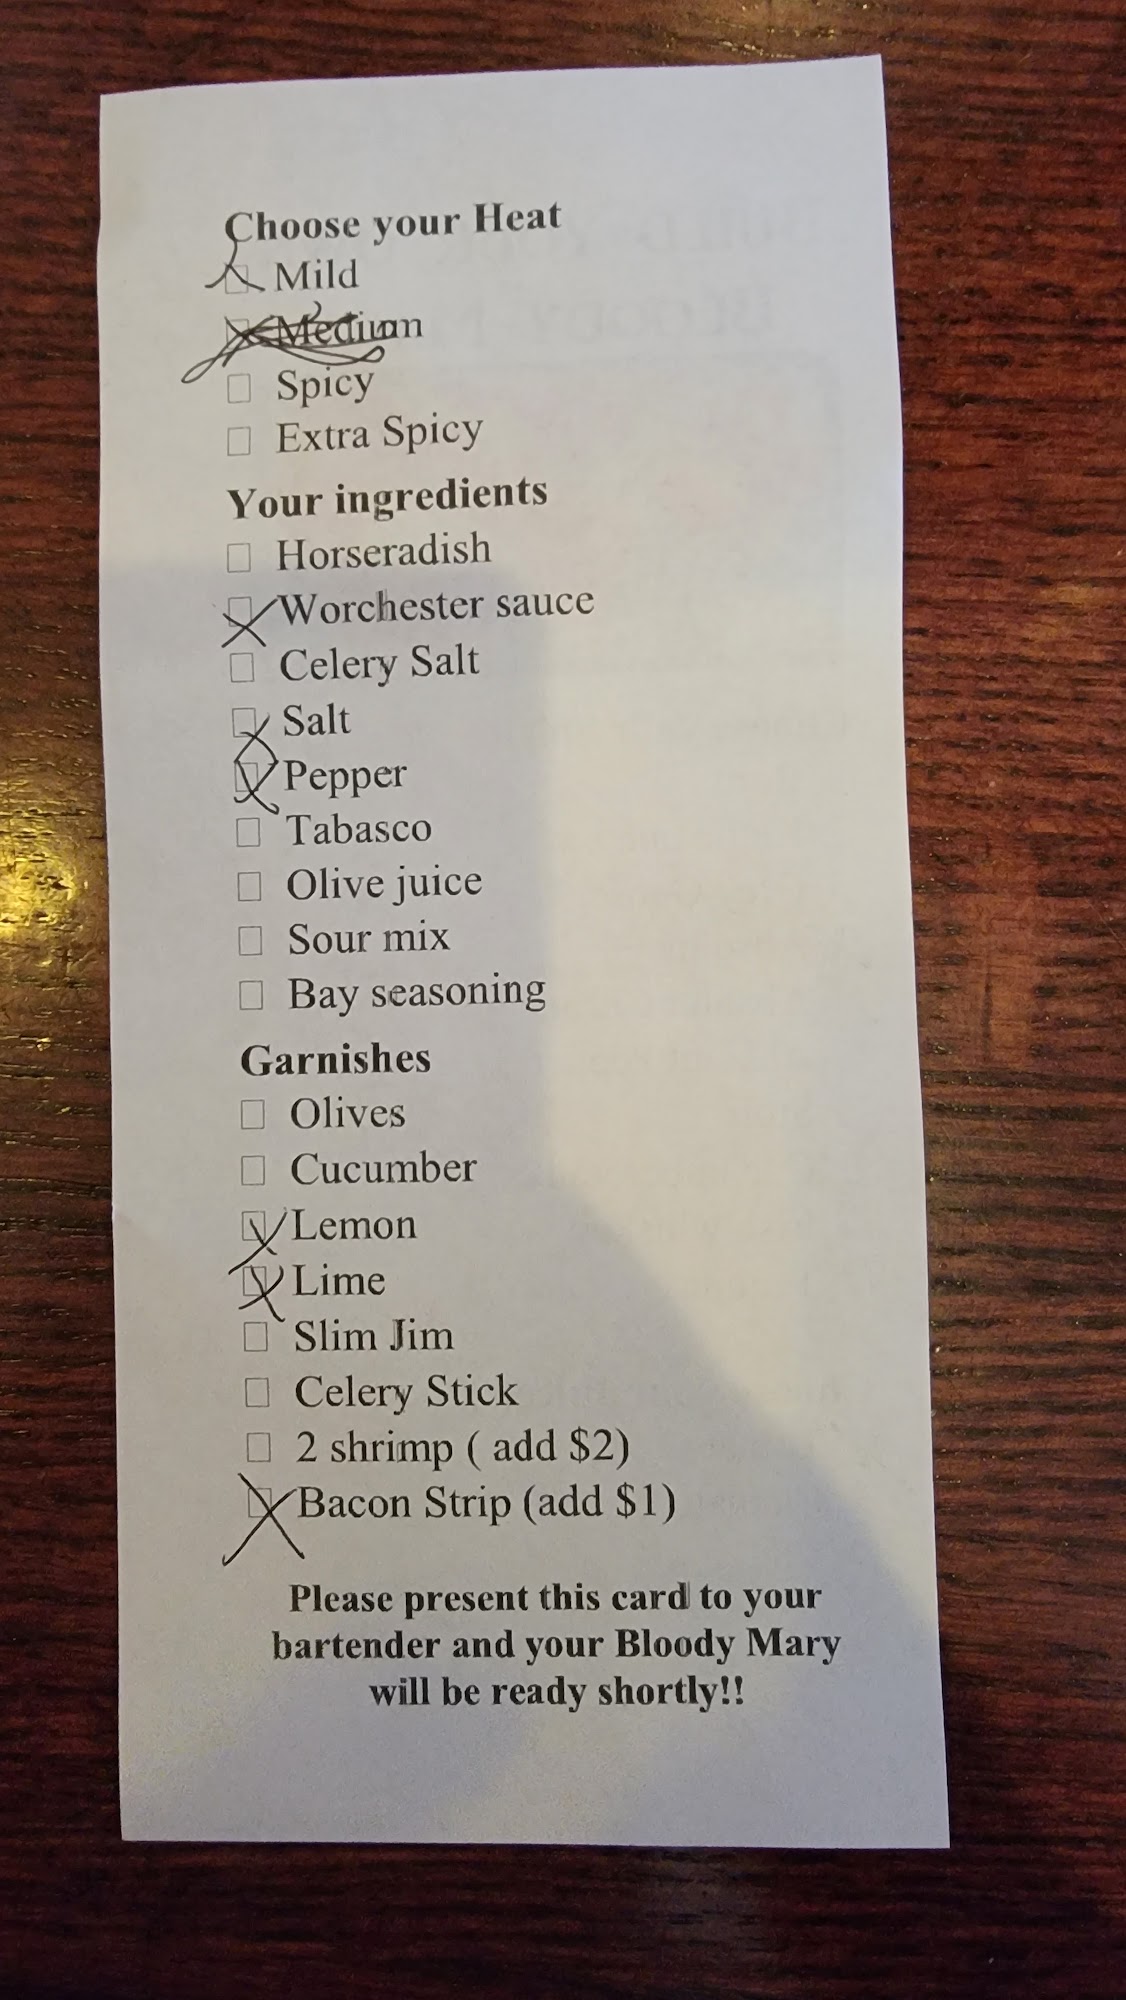 Choose your Heat
Mild
Medium
Spicy
Extra Spicy
Your ingredients
Horseradish
Worchester sauce
Celery Salt
Salt
Pepper
Tabasco
Olive juice
Sour mix
Bay seasoning
Garnishes
Olives
Cucumber
Lemon
Lime
Slim Jim
Celery Stick
2 shrimp ( add $2)
Bacon Strip (add $1)
Please present this card to your
bartender and your Bloody Mary
will be ready shortly!!